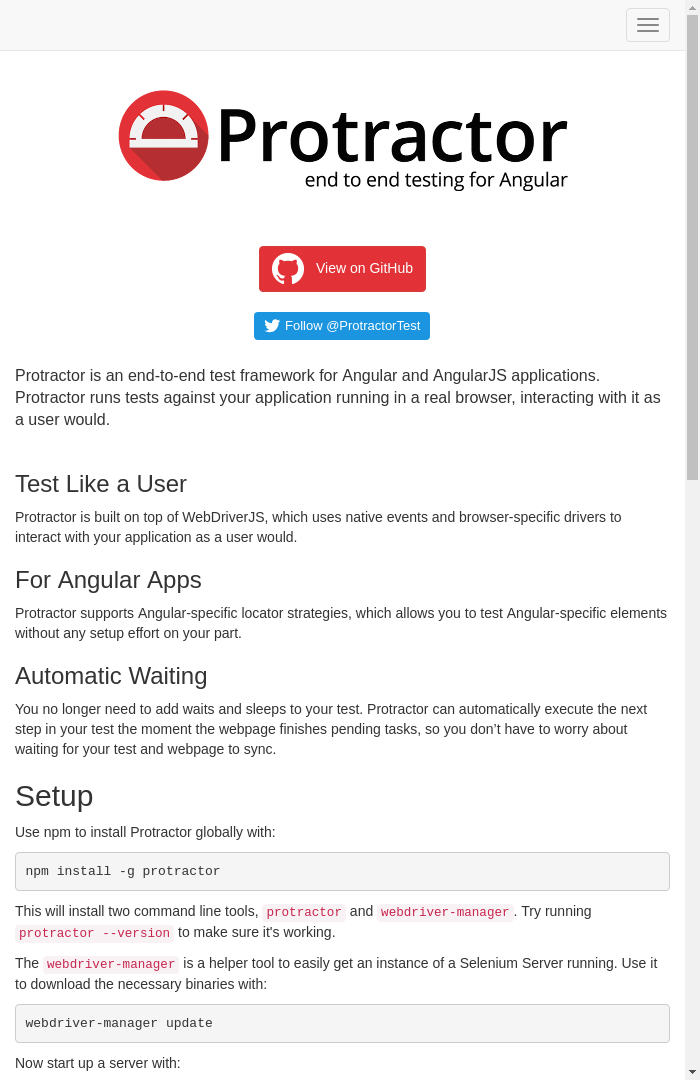 Protractor
end to end testing for Angular
View on GitHub
Follow @ProtractorTest
Protractor is an end-to-end test framework for Angular and AngularJS applications.
Protractor runs tests against your application running in a real browser, interacting with it as
a user would.
Test Like a User
Protractor is built on top of WebDriverJS, which uses native events and browser-specific drivers to
interact with your application as a user would.
For Angular Apps
Protractor supports Angular-specific locator strategies, which allows you to test Angular-specific elements
without any setup effort on your part.
Automatic Waiting
You no longer need to add waits and sleeps to your test. Protractor can automatically execute the next
step in your test the moment the webpage finishes pending tasks, so you don’t have to worry about
waiting for your test and webpage to sync.
Setup
Use npm to install Protractor globally with:
npm install -g protractor
This will install two command line tools, protractor and webdriver-manager. Try running
protractor --version to make sure it's working.
The webdriver-manager is a helper tool to easily get an instance of a Selenium Server running. Use it
to download the necessary binaries with:
webdriver-manager update
Now start up a server with: